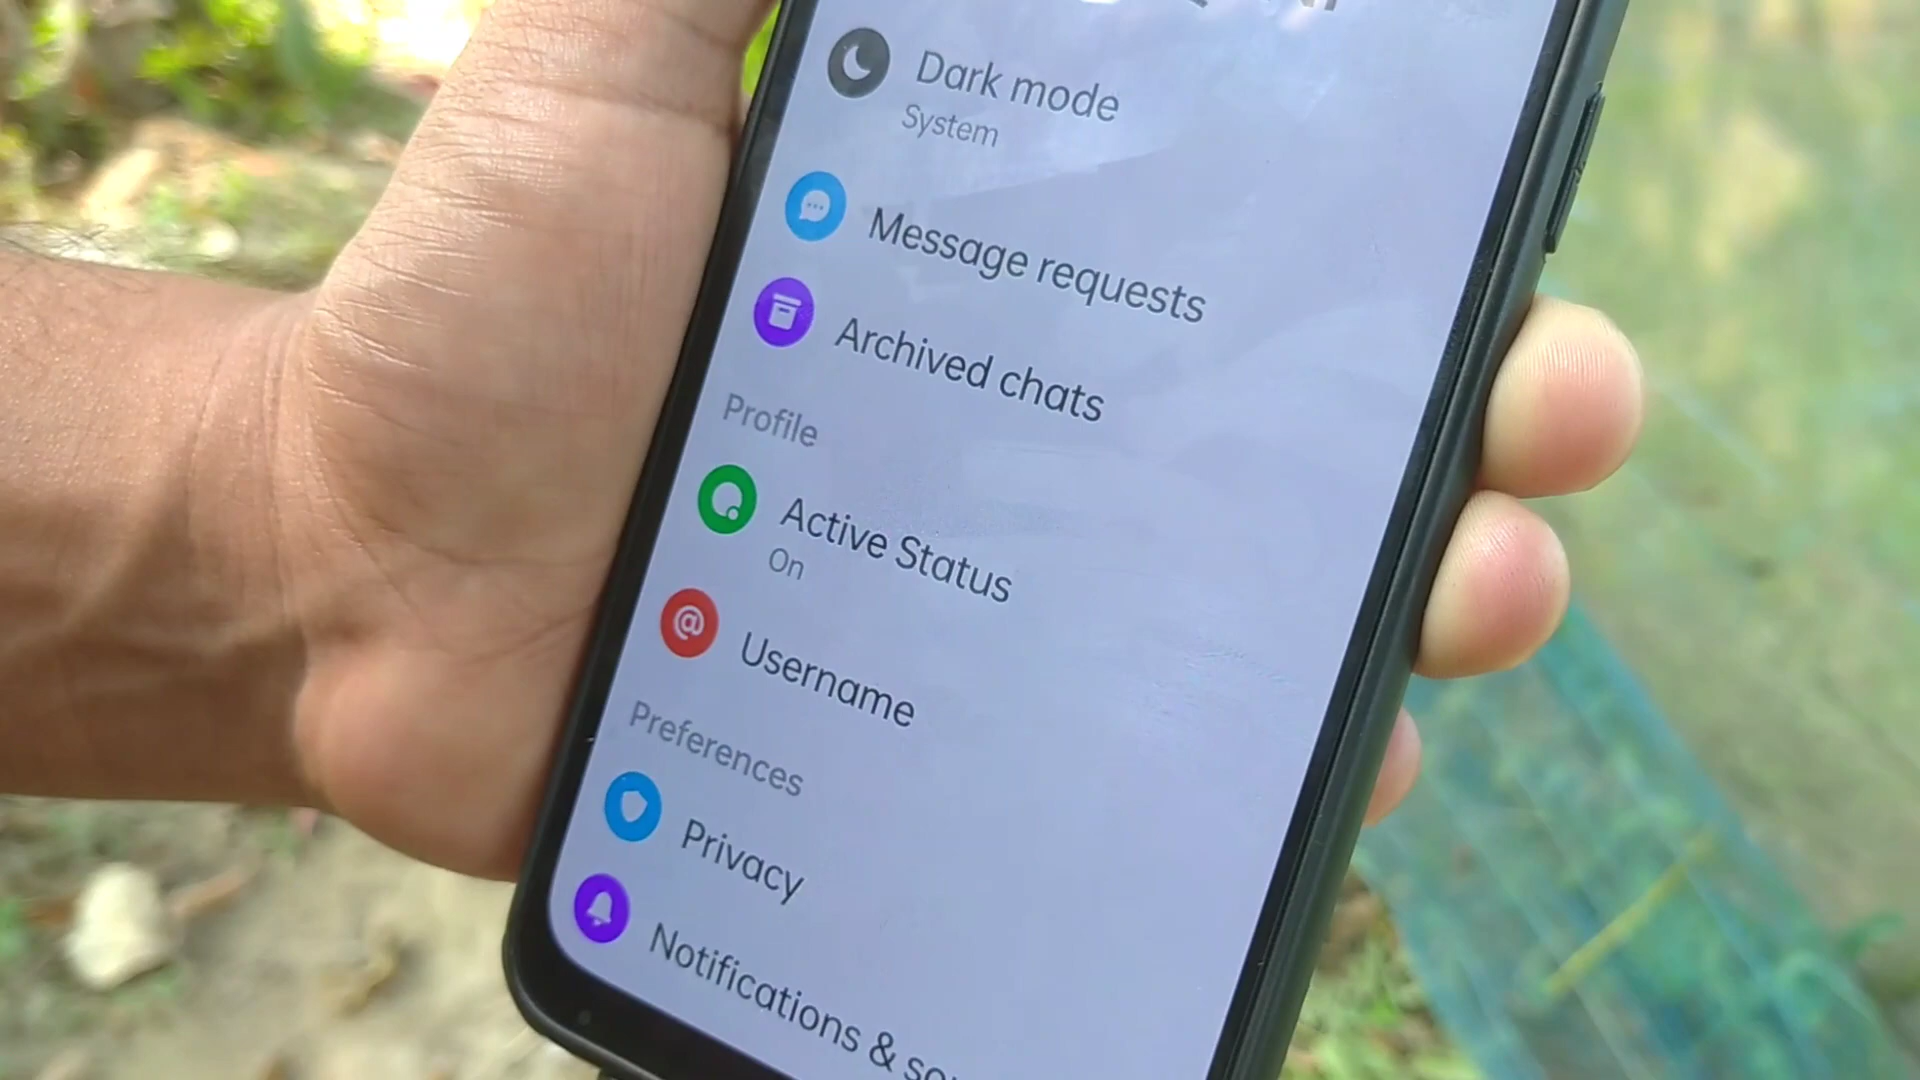 Dark mode
System
Message requests
Archived chats
Profile
Active Status
On
@
Username
Preferences
Privacy
Notifications &